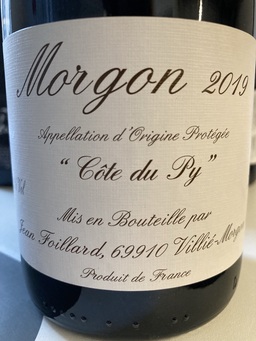 Morgon 2019
Appellation d'Origine Protégée
"Côte du Py"
Mis en Bouteille par
Jean Foillard, 69910 Villié-Morgon
Produit de France